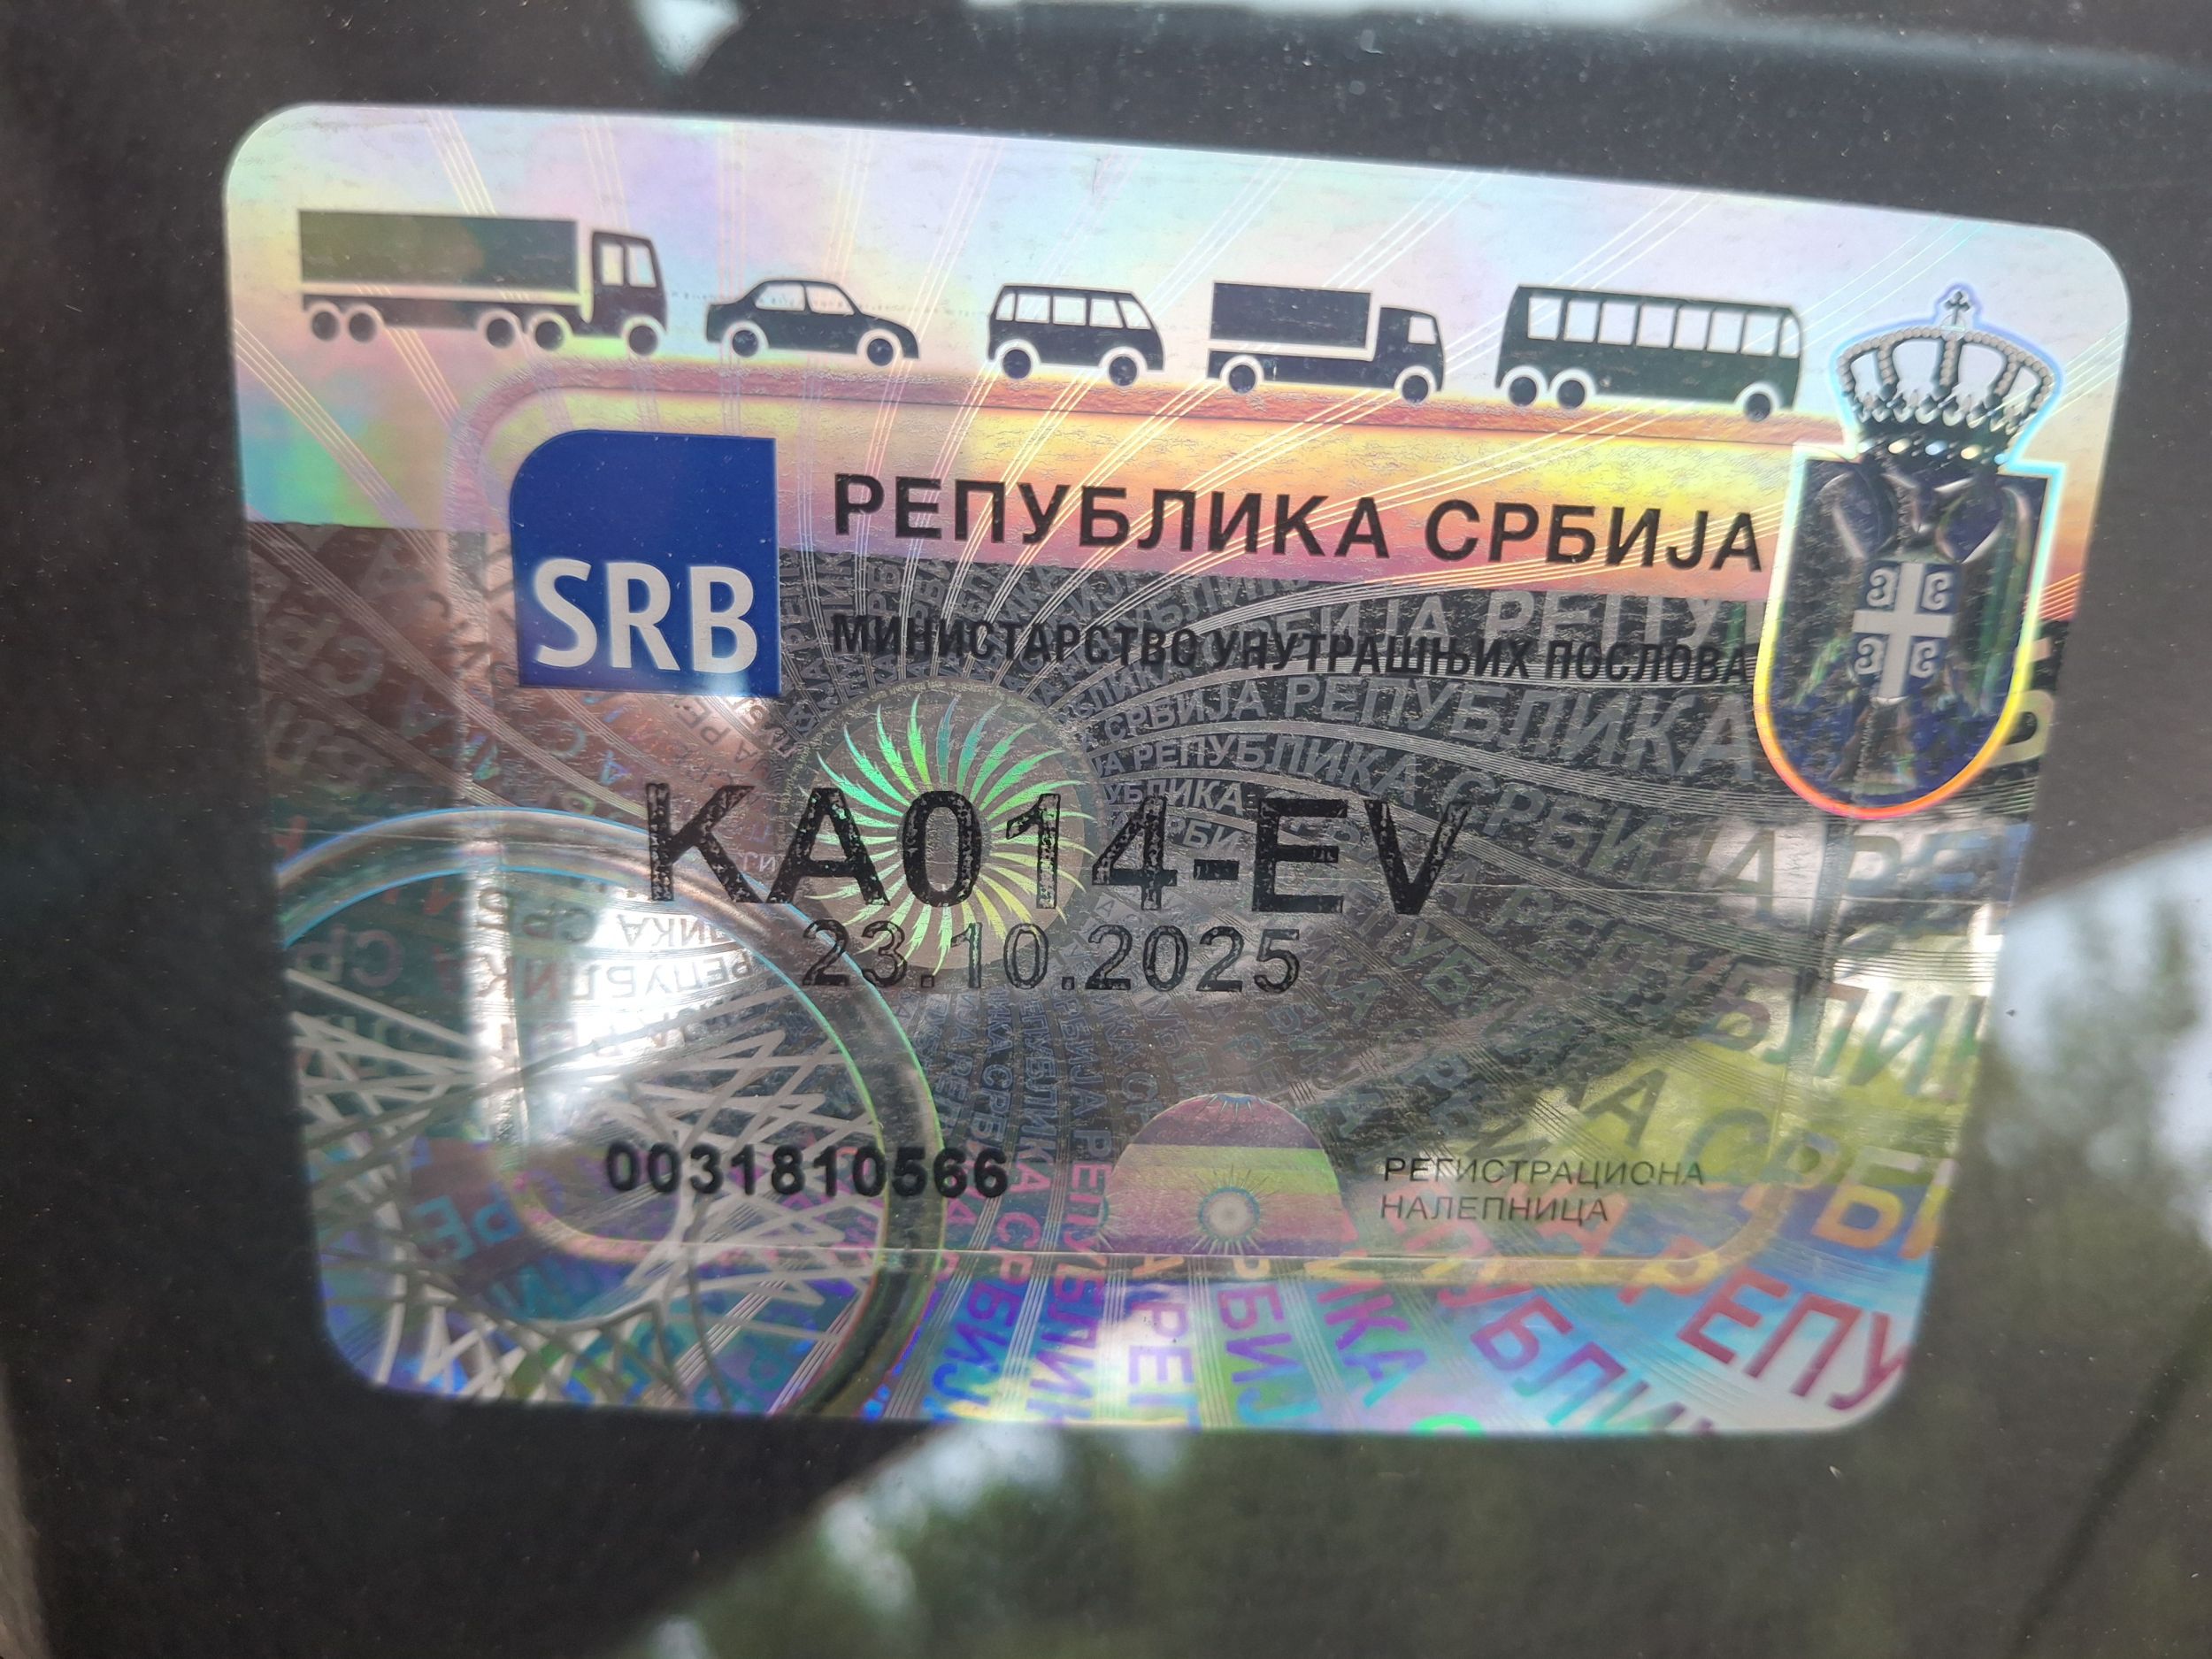 РЕПУБЛИКА СРБИЈА
SRB
МИНИСТАРСТВО УНУТРАШЊИХ ПОСЛОВА
KA014-EV
23.10.2025
0031810566
РЕГИСТРАЦИОНА
НАЛЕПНИЦА